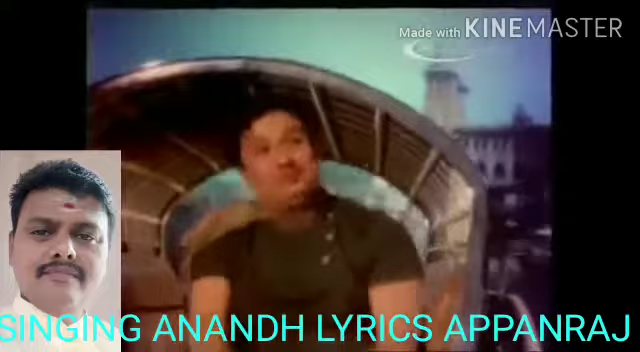 Made with KINEMASTER
SINGING ANANDH LYRICS APPANRAJ